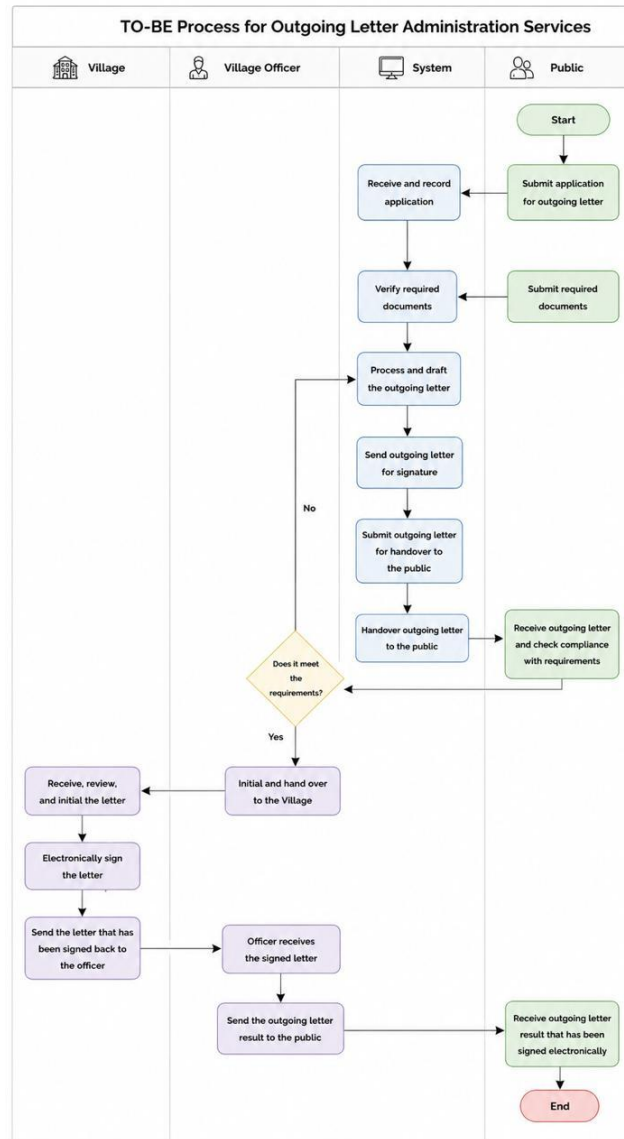 TO-BE Process for Outgoing Letter Administration Services
Village
Village Officer
System
Public
Start
Submit application
for outgoing letter
Receive and record
application
Verify required
documents
Submit required
documents
Process and draft
the outgoing letter
Send outgoing letter
for signature
No
Submit outgoing letter
for handover to
the public
Handover outgoing letter
to the public
Receive outgoing letter
and check compliance
with requirements
Does it meet
the
requirements?
Yes
Initial and hand over
to the Village
Receive, review,
and initial the letter
Electronically sign
the letter
Send the letter that has
been signed back to
the officer
Officer receives
the signed letter
Send the outgoing letter
result to the public
Receive outgoing letter
result that has been
signed electronically
End